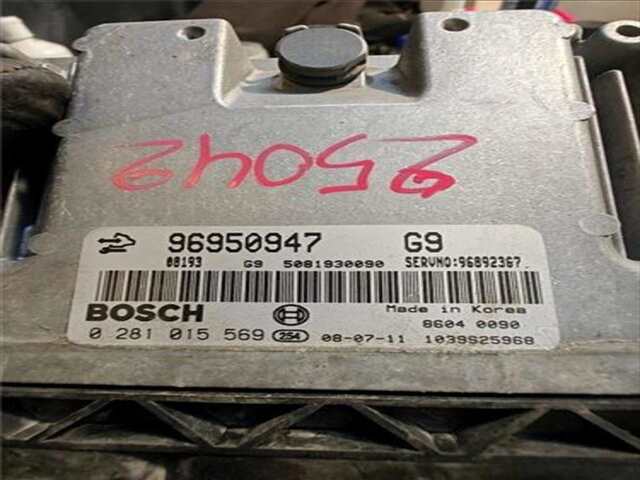 25042
96950947 G9
08193 G9 5081930090 SERVNO:96892367
BOSCH Made in Korea
8604 0090
0 281 015 569 254 08-07-11 1039S25968